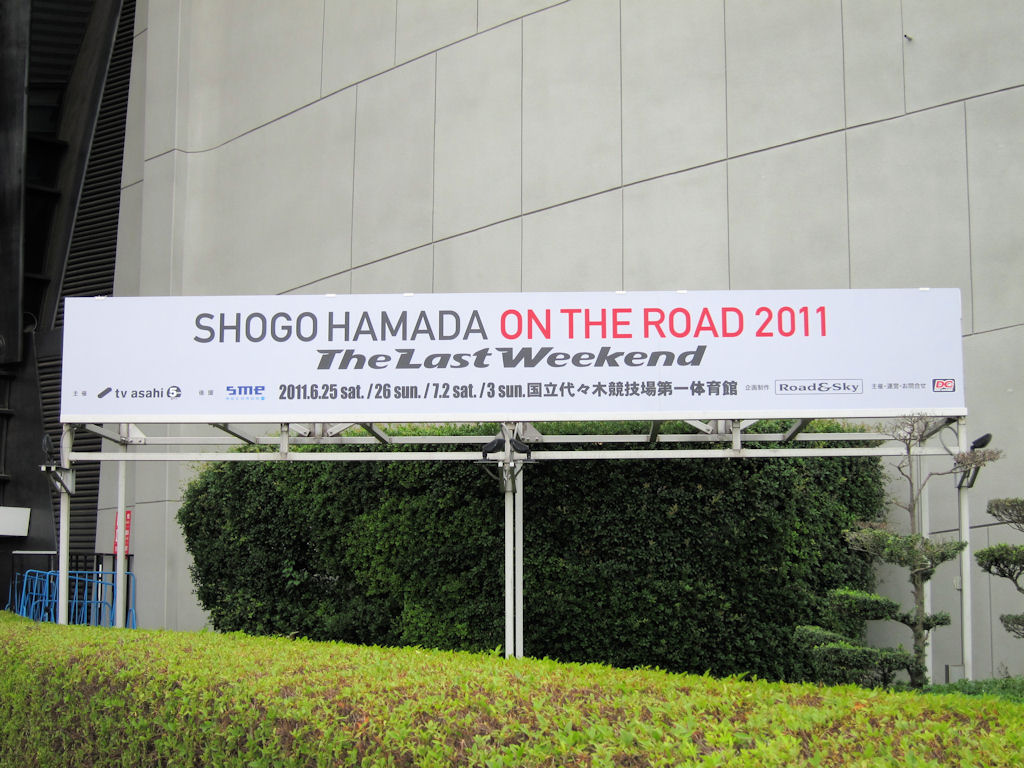 SHOGO HAMADA ON THE ROAD 2011
The Last Weekend
主催 tv asahi 5 後援 sme 2011.6.25 sat. / 26 sun. / 7.2 sat. / 3 sun. 国立代々木競技場第一体育館 企画制作 Road&Sky 主催・運営・お問合せ DC